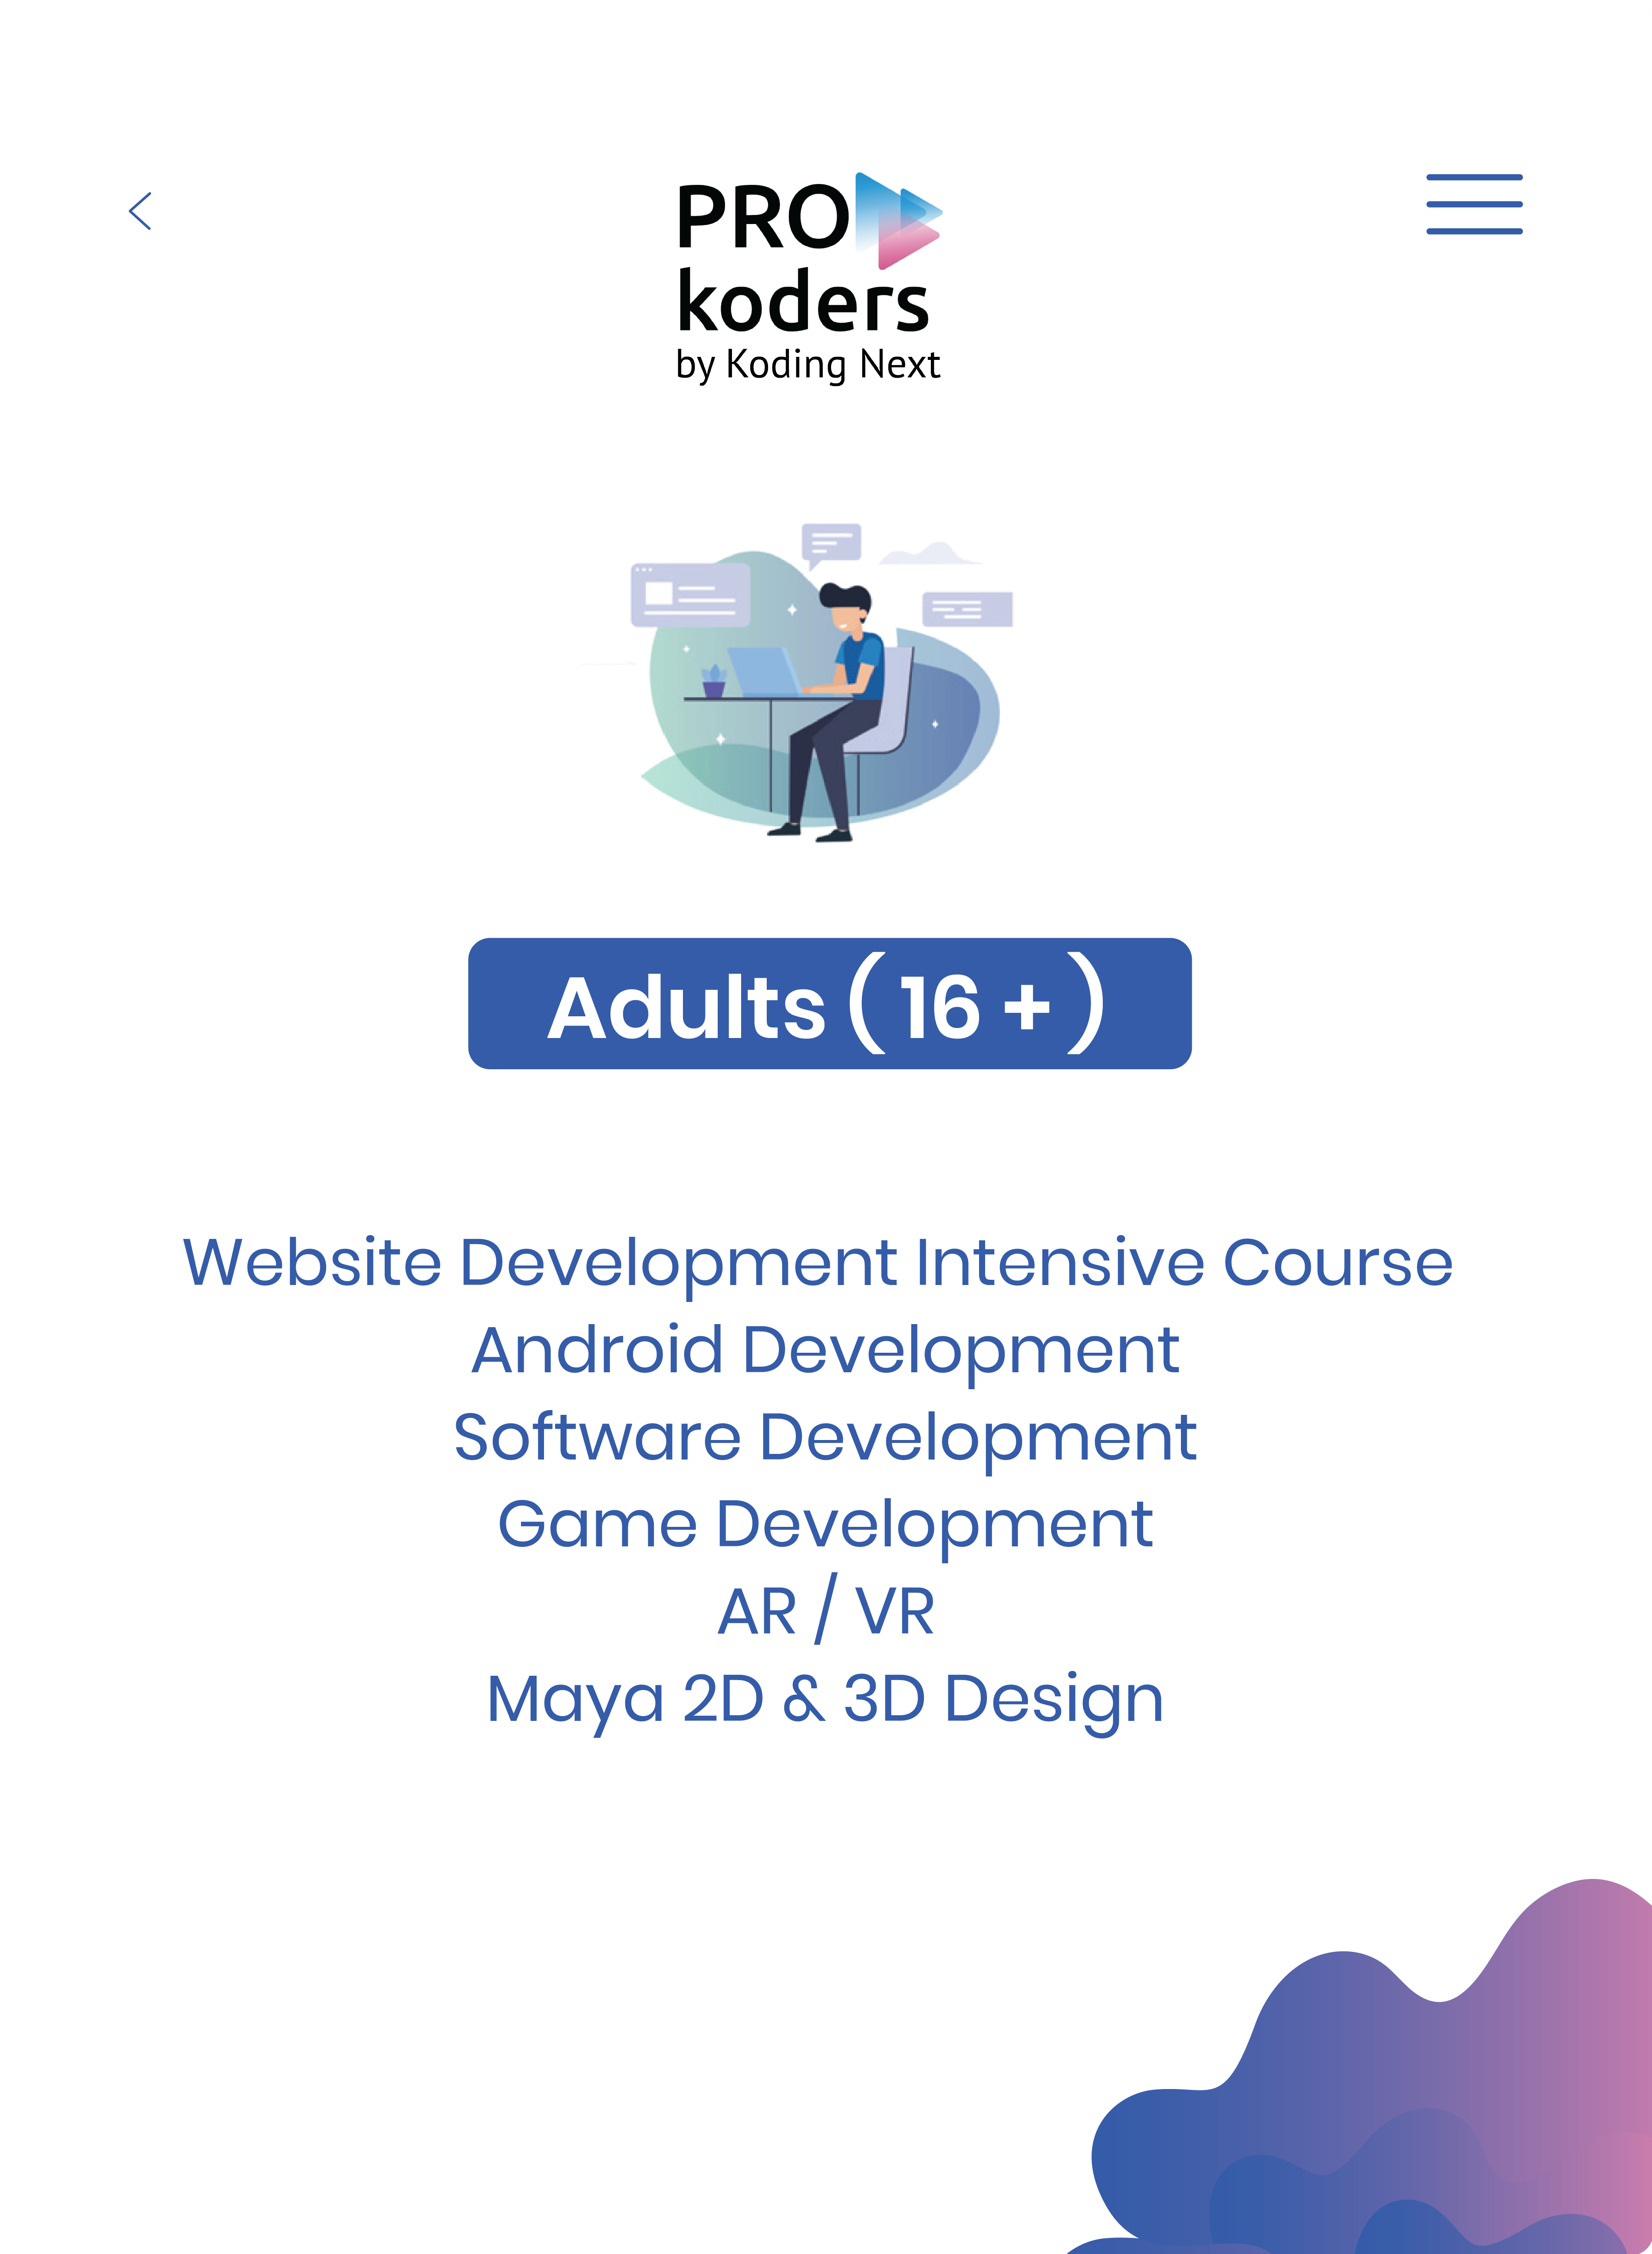 PRO
koders
by Koding Next
Adults ( 16 + )
Website Development Intensive Course
Android Development
Software Development
Game Development
AR / VR
Maya 2D & 3D Design